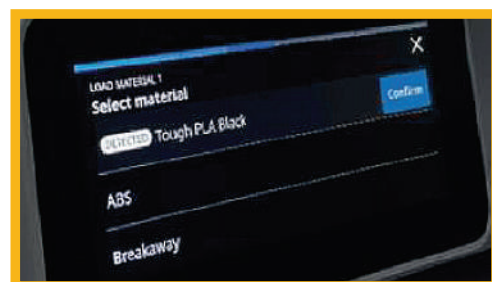 LOAD MATERIAL 1
Select material
DETECTED Tough PLA Black
Confirm
ABS
Breakaway